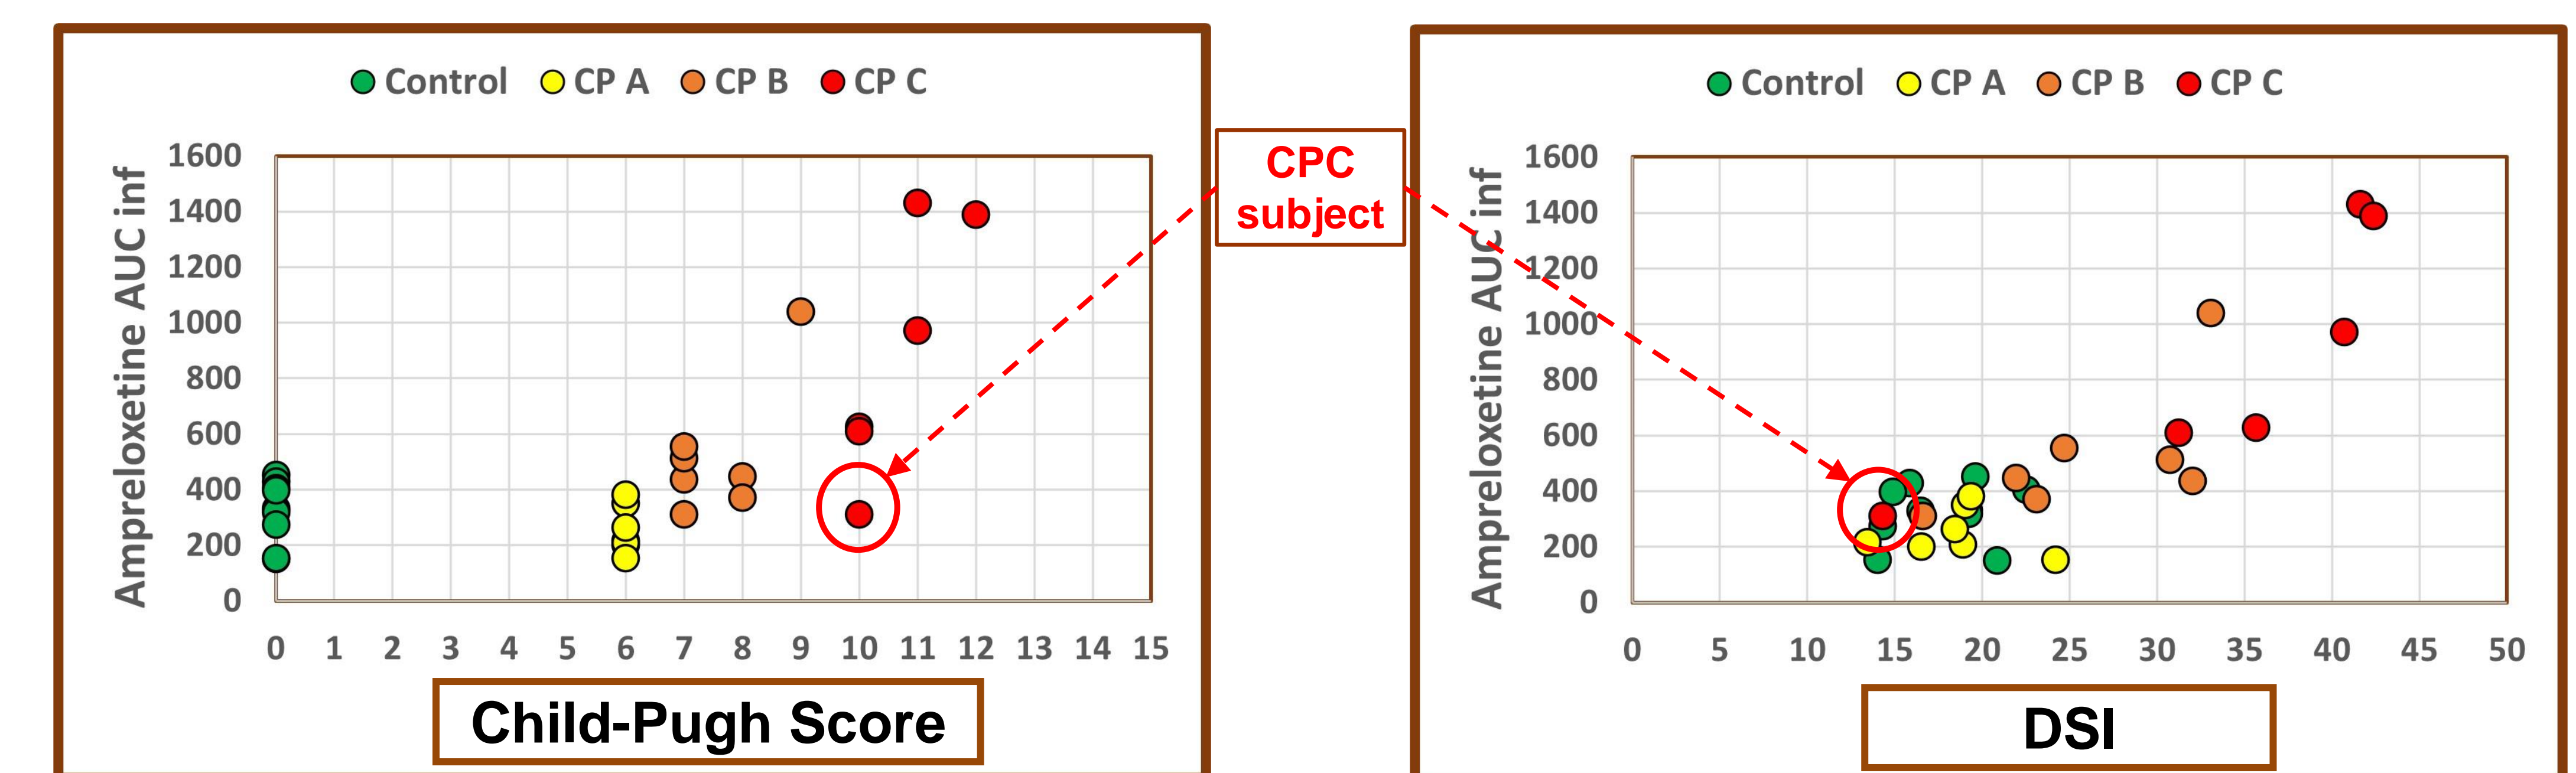 Control CP A CP B CP C
Ampreloxetine AUC inf
1600
1400
1200
1000
800
600
400
200
0
0 1 2 3 4 5 6 7 8 9 10 11 12 13 14 15
Child-Pugh Score
CPC
subject
Control CP A CP B CP C
Ampreloxetine AUC inf
1600
1400
1200
1000
800
600
400
200
0
0 5 10 15 20 25 30 35 40 45 50
DSI